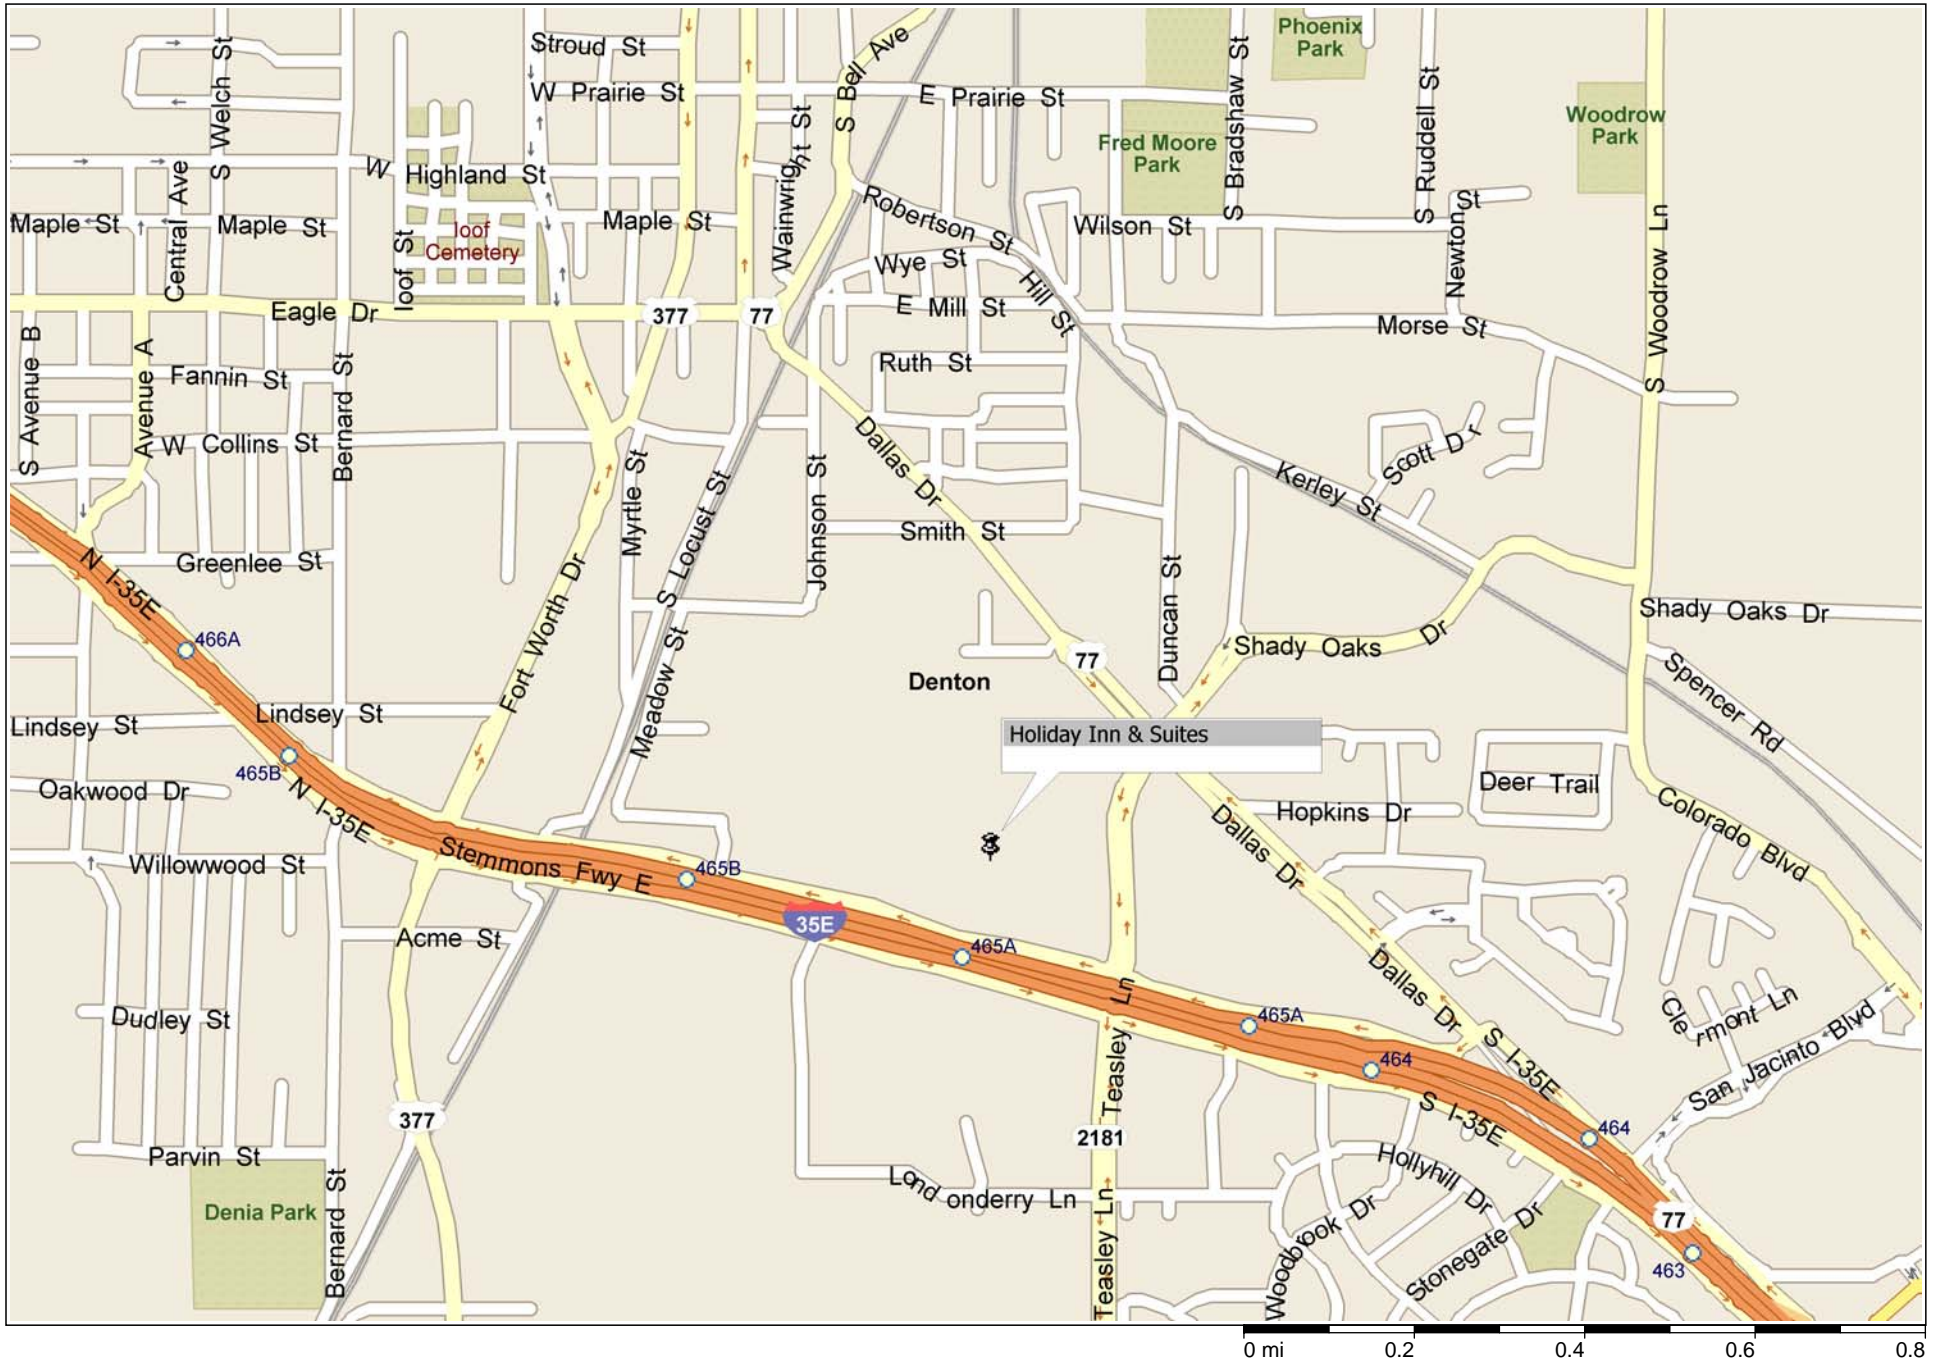 Stroud St
S Bell Ave
Phoenix
Park
W Prairie St
E Prairie St
S Welch St
Wainwright St
S Bradshaw St
S Ruddell St
Woodrow
Park
Fred Moore
Park
W Highland St
Central Ave
Maple St
Maple St
Maple St
Ioof St
Ioof
Cemetery
Robertson St
Wilson St
Newton St
S Woodrow Ln
Wye St
Hill St
Eagle Dr
377
77
E Mill St
Morse St
S Avenue B
Avenue A
Fannin St
Bernard St
Ruth St
W Collins St
Dallas Dr
Scott Dr
Kerley St
Myrtle St
S Locust St
Johnson St
Smith St
N I-35E
Greenlee St
Fort Worth Dr
Duncan St
Shady Oaks Dr
466A
Meadow St
77
Shady Oaks Dr
Spencer Rd
Denton
Lindsey St
Lindsey St
Holiday Inn & Suites
465B
Oakwood Dr
N I-35E
Deer Trail
Hopkins Dr
Dallas Dr
Colorado Blvd
Willowwood St
Stemmons Fwy E
465B
35E
Acme St
465A
Dallas Dr
465A
Dudley St
Teasley Ln
464
S I-35E
Clermont Ln
San Jacinto Blvd
377
S I-35E
464
2181
Parvin St
Hollyhill Dr
Londonderry Ln
Denia Park
Bernard St
Teasley Ln
Woodbrook Dr
Stonegate Dr
77
463
0 mi 0.2 0.4 0.6 0.8